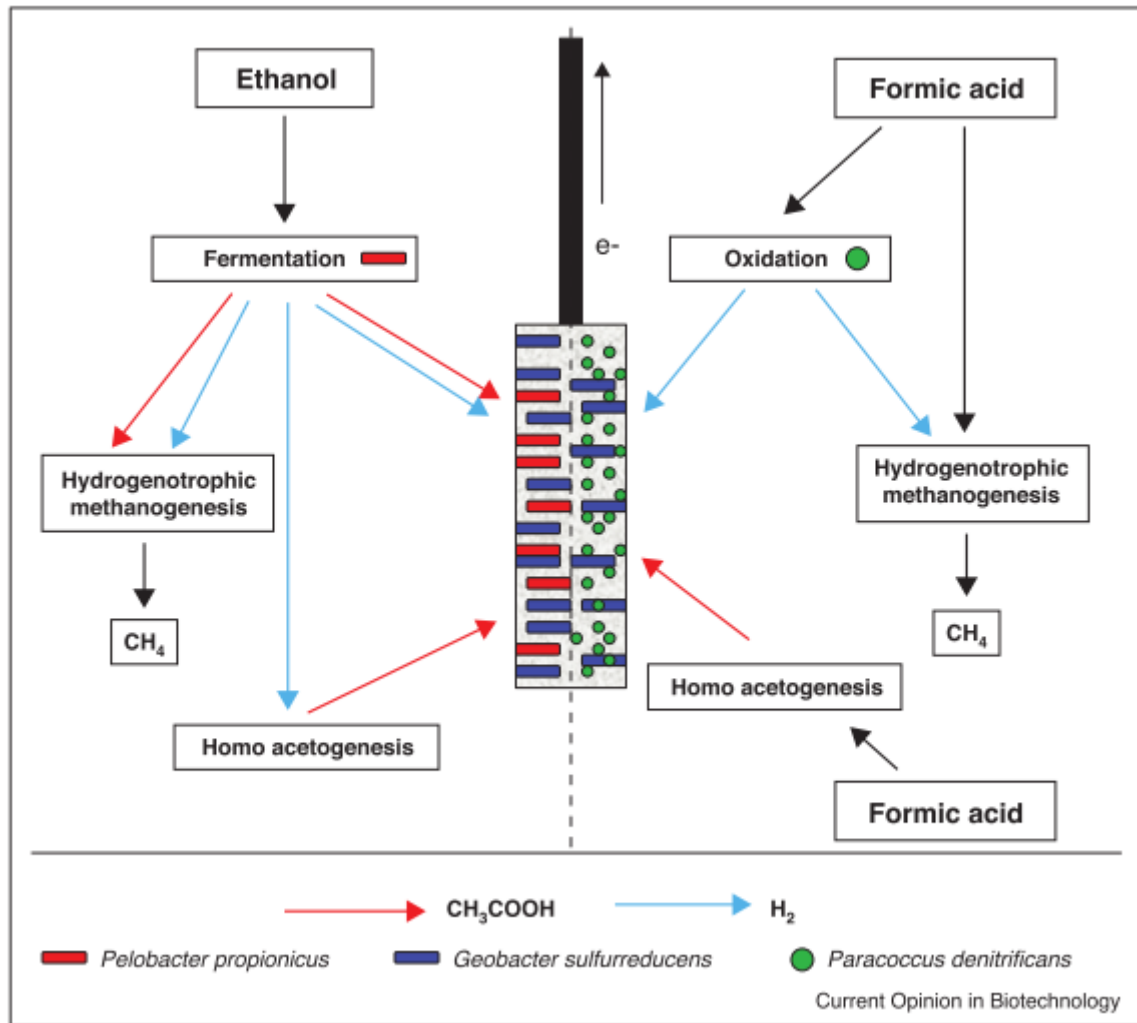 Ethanol
Formic acid
Fermentation
e-
Oxidation
Hydrogenotrophic
methanogenesis
Hydrogenotrophic
methanogenesis
CH₄
CH₄
Homo acetogenesis
Homo acetogenesis
Formic acid
CH₃COOH
H₂
Pelobacter propionicus
Geobacter sulfurreducens
Paracoccus denitrificans
Current Opinion in Biotechnology